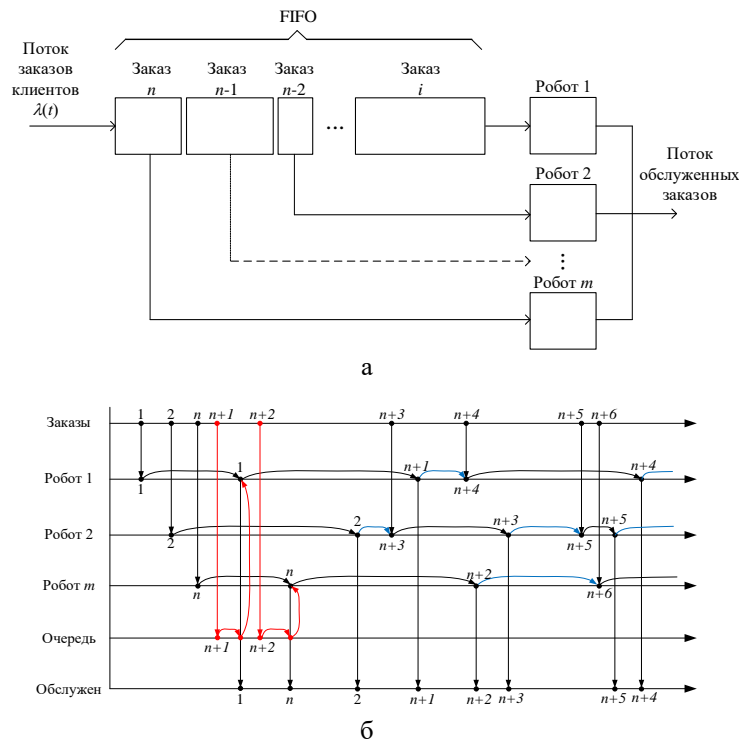 FIFO
Поток
заказов
клиентов
λ(t)
Заказ
n
Заказ
n-1
Заказ
n-2
...
Заказ
i
Робот 1
Робот 2
...
Робот m
Поток
обслуженных
заказов
а
Заказы
1 2 n n+1 n+2 n+3 n+4 n+5 n+6
Робот 1
1 1 n+1 n+4 n+4
Робот 2
2 2 n+3 n+3 n+5 n+5
Робот m
n n n+2 n+6
Очередь
n+1 n+2
Обслужен
1 n 2 n+1 n+2 n+3 n+5 n+4
б